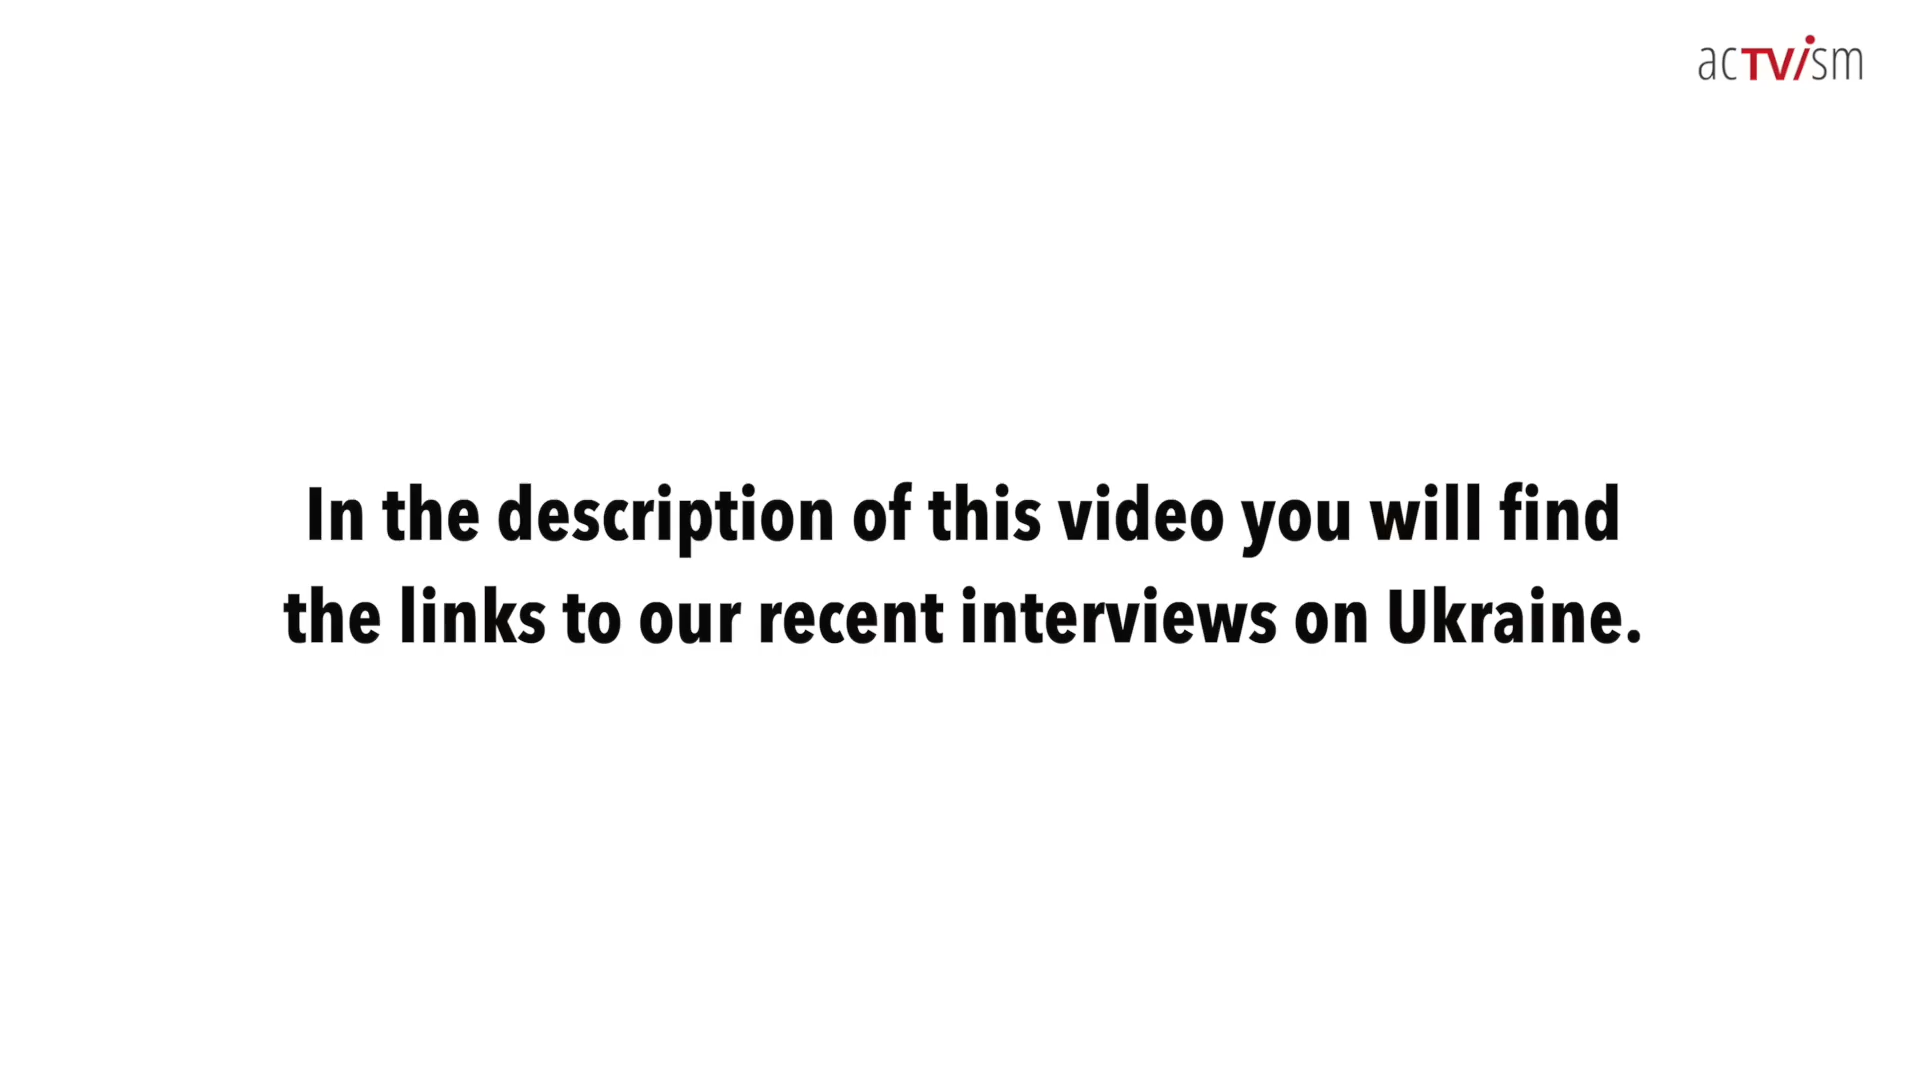 acTVism
In the description of this video you will find
the links to our recent interviews on Ukraine.